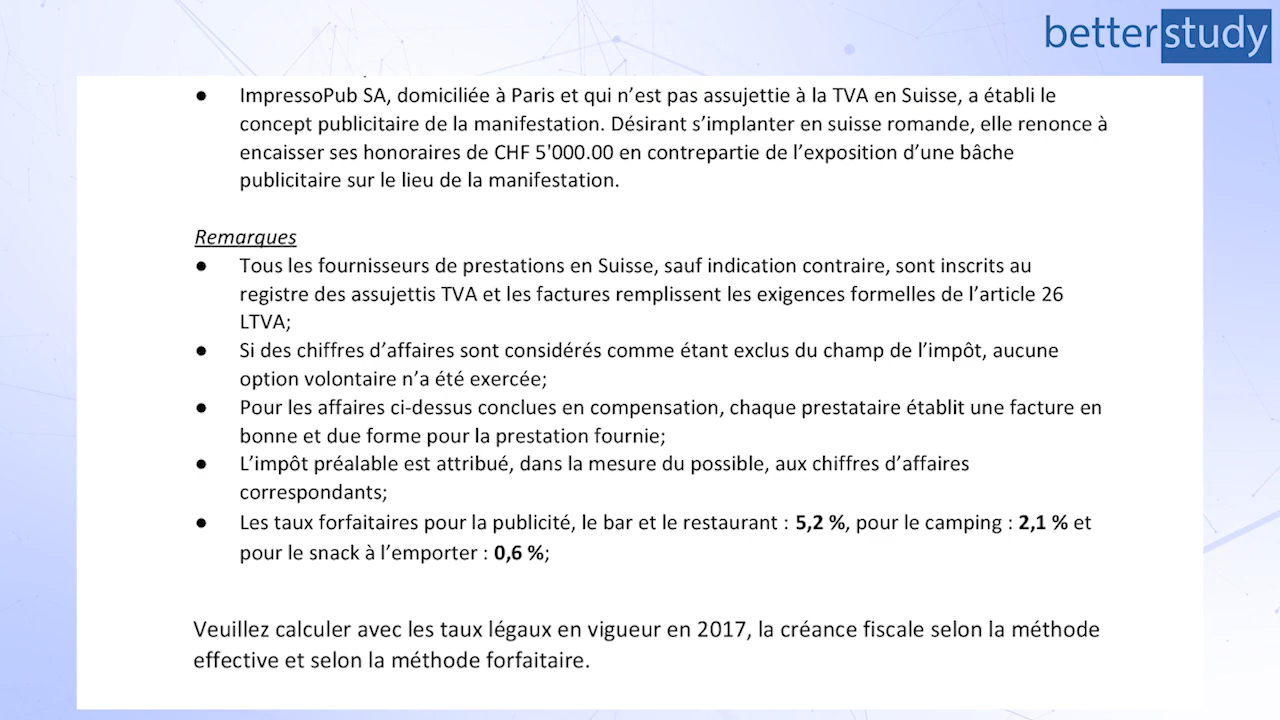 betterstudy
● ImpressoPub SA, domiciliée à Paris et qui n’est pas assujettie à la TVA en Suisse, a établi le
concept publicitaire de la manifestation. Désirant s’implanter en suisse romande, elle renonce à
encaisser ses honoraires de CHF 5'000.00 en contrepartie de l’exposition d’une bâche
publicitaire sur le lieu de la manifestation.
Remarques
● Tous les fournisseurs de prestations en Suisse, sauf indication contraire, sont inscrits au
registre des assujettis TVA et les factures remplissent les exigences formelles de l’article 26
LTVA;
● Si des chiffres d’affaires sont considérés comme étant exclus du champ de l’impôt, aucune
option volontaire n’a été exercée;
● Pour les affaires ci-dessus conclues en compensation, chaque prestataire établit une facture en
bonne et due forme pour la prestation fournie;
● L’impôt préalable est attribué, dans la mesure du possible, aux chiffres d’affaires
correspondants;
● Les taux forfaitaires pour la publicité, le bar et le restaurant : 5,2 %, pour le camping : 2,1 % et
pour le snack à l’emporter : 0,6 %;
Veuillez calculer avec les taux légaux en vigueur en 2017, la créance fiscale selon la méthode
effective et selon la méthode forfaitaire.